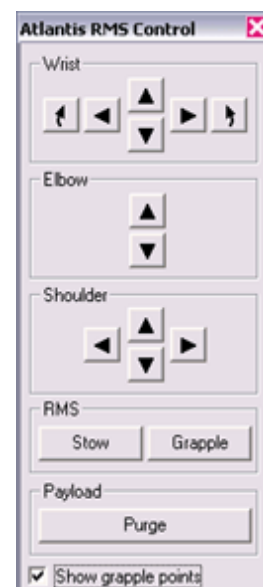 Atlantis RMS Control
Wrist
Elbow
Shoulder
RMS
Stow Grapple
Payload
Purge
Show grapple points